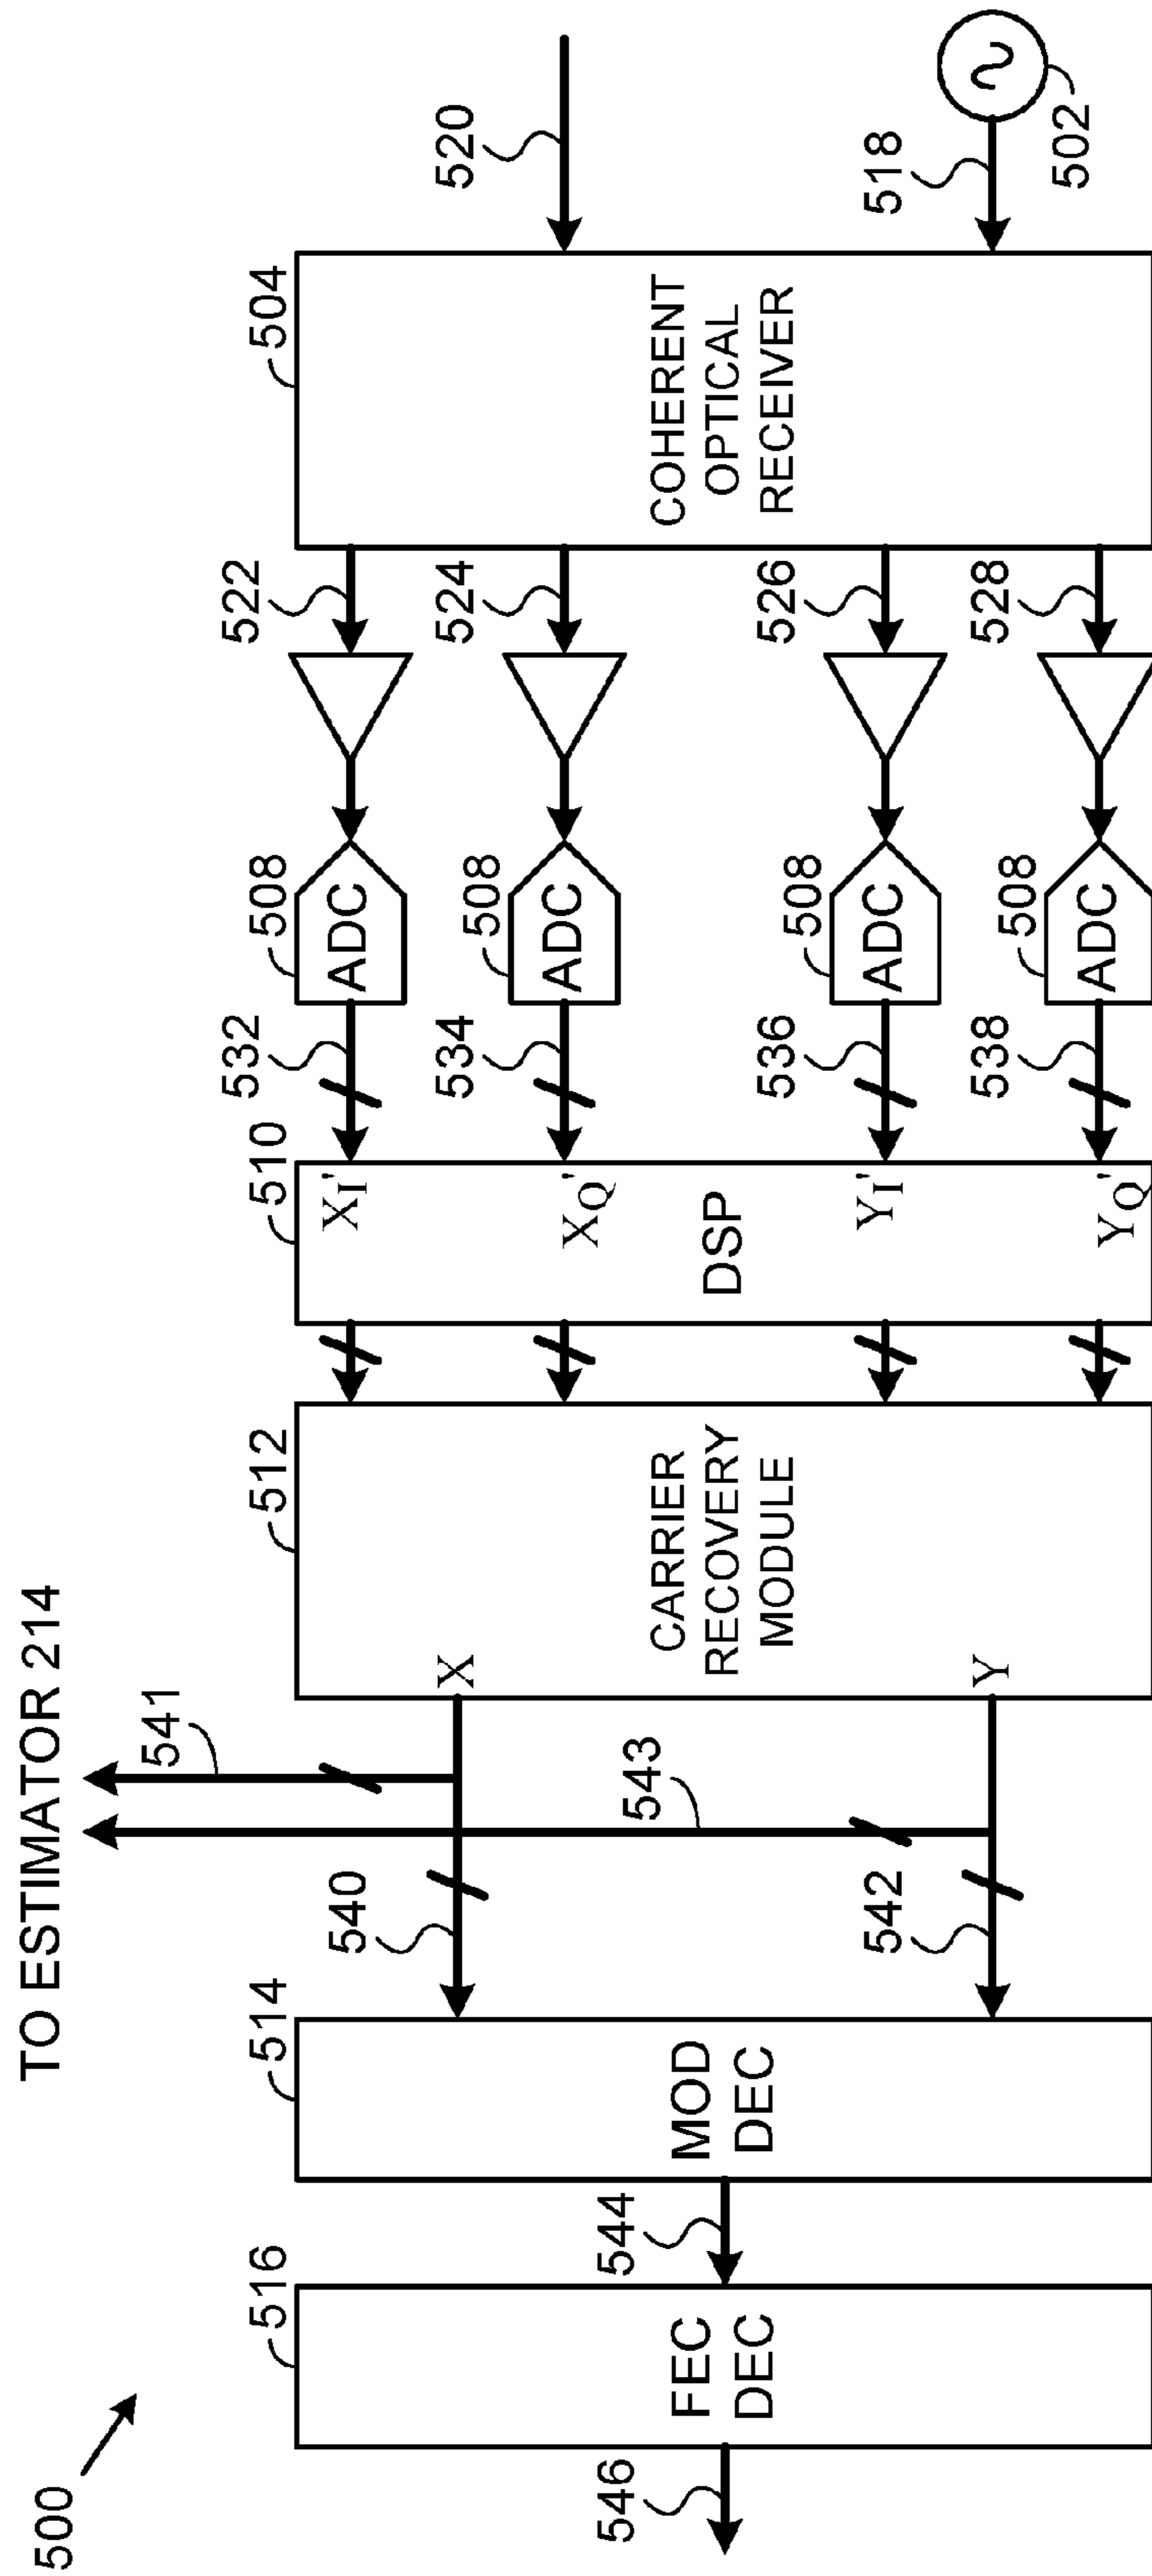 500
TO ESTIMATOR 214
546
516
FEC
DEC
544
514
MOD
DEC
540
542
541
543
512
X
Y
CARRIER
RECOVERY
MODULE
510
X_I'
X_Q'
Y_I'
Y_Q'
DSP
532
534
536
538
508
ADC
508
ADC
508
ADC
508
ADC
522
524
526
528
504
COHERENT
OPTICAL
RECEIVER
520
518
502